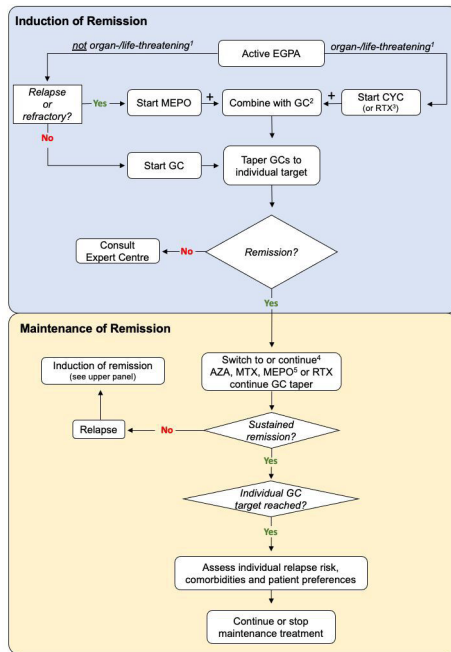 Induction of Remission
not organ-/life-threatening¹
Active EGPA
organ-/life-threatening¹
Relapse
or
refractory?
Yes
Start MEPO
+
Combine with GC²
+
Start CYC
(or RTX³)
No
Start GC
Taper GCs to
individual target
Remission?
No
Consult
Expert Centre
Yes
Maintenance of Remission
Switch to or continue⁴
AZA, MTX, MEPO⁵ or RTX
continue GC taper
Induction of remission
(see upper panel)
Sustained
remission?
No
Relapse
Yes
Individual GC
target reached?
Yes
Assess individual relapse risk,
comorbidities and patient preferences
Continue or stop
maintenance treatment